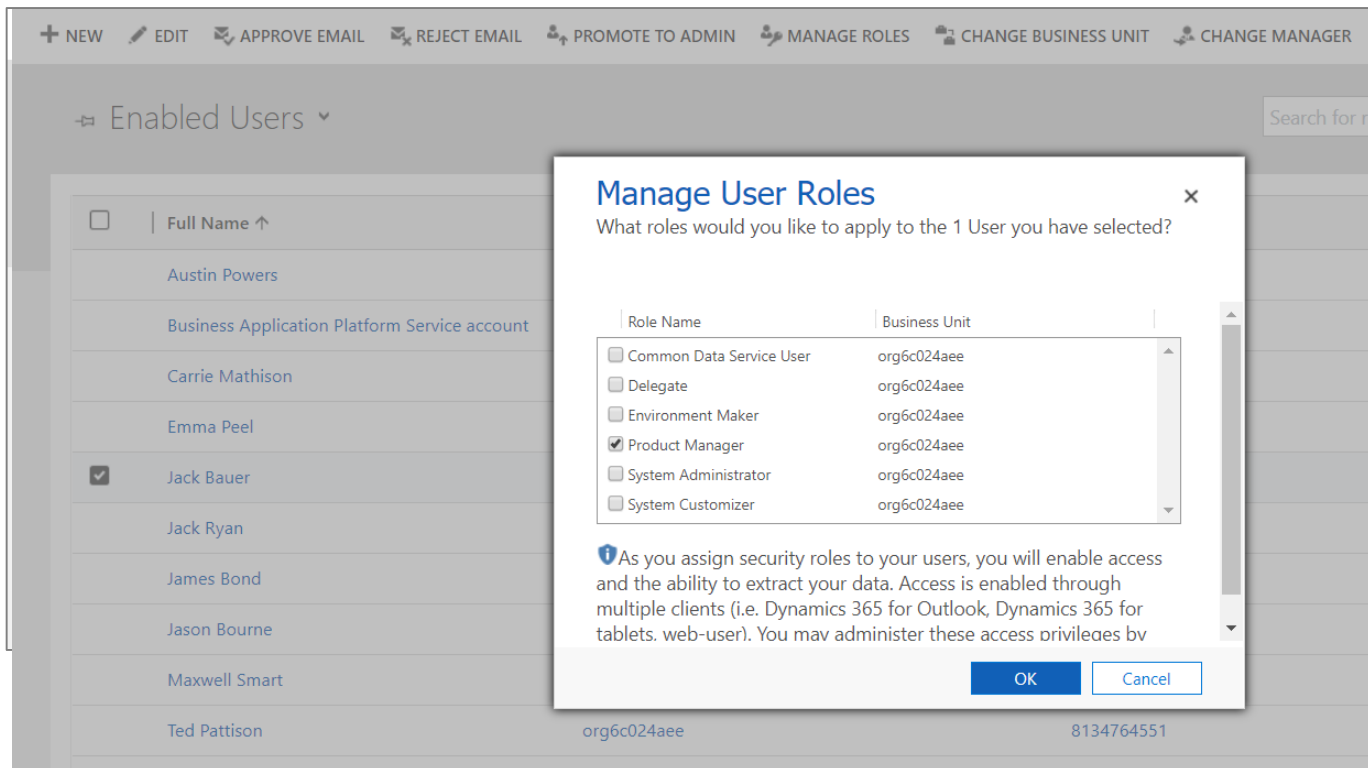 NEW EDIT APPROVE EMAIL REJECT EMAIL PROMOTE TO ADMIN MANAGE ROLES CHANGE BUSINESS UNIT CHANGE MANAGER
Enabled Users
Search for
Full Name
Austin Powers
Business Application Platform Service account
Carrie Mathison
Emma Peel
Jack Bauer
Jack Ryan
James Bond
Jason Bourne
Maxwell Smart
Ted Pattison org6c024aee 8134764551
Manage User Roles
What roles would you like to apply to the 1 User you have selected?
Role Name Business Unit
Common Data Service User org6c024aee
Delegate org6c024aee
Environment Maker org6c024aee
Product Manager org6c024aee
System Administrator org6c024aee
System Customizer org6c024aee
As you assign security roles to your users, you will enable access
and the ability to extract your data. Access is enabled through
multiple clients (i.e. Dynamics 365 for Outlook, Dynamics 365 for
tablets, web-user). You may administer these access privileges by
OK Cancel